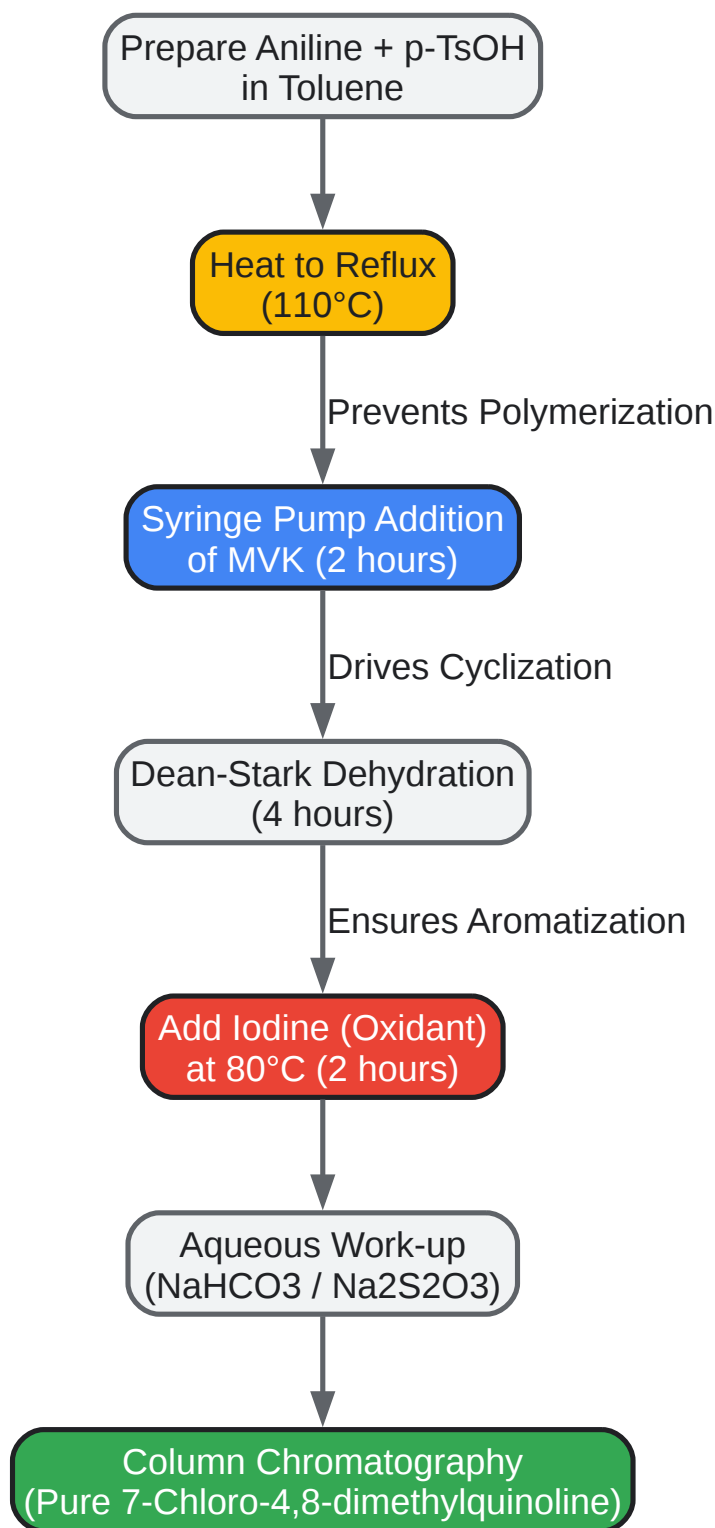 Prepare Aniline + p-TsOH
in Toluene
Heat to Reflux
(110°C)
Prevents Polymerization
Syringe Pump Addition
of MVK (2 hours)
Drives Cyclization
Dean-Stark Dehydration
(4 hours)
Ensures Aromatization
Add Iodine (Oxidant)
at 80°C (2 hours)
Aqueous Work-up
(NaHCO3 / Na2S2O3)
Column Chromatography
(Pure 7-Chloro-4,8-dimethylquinoline)